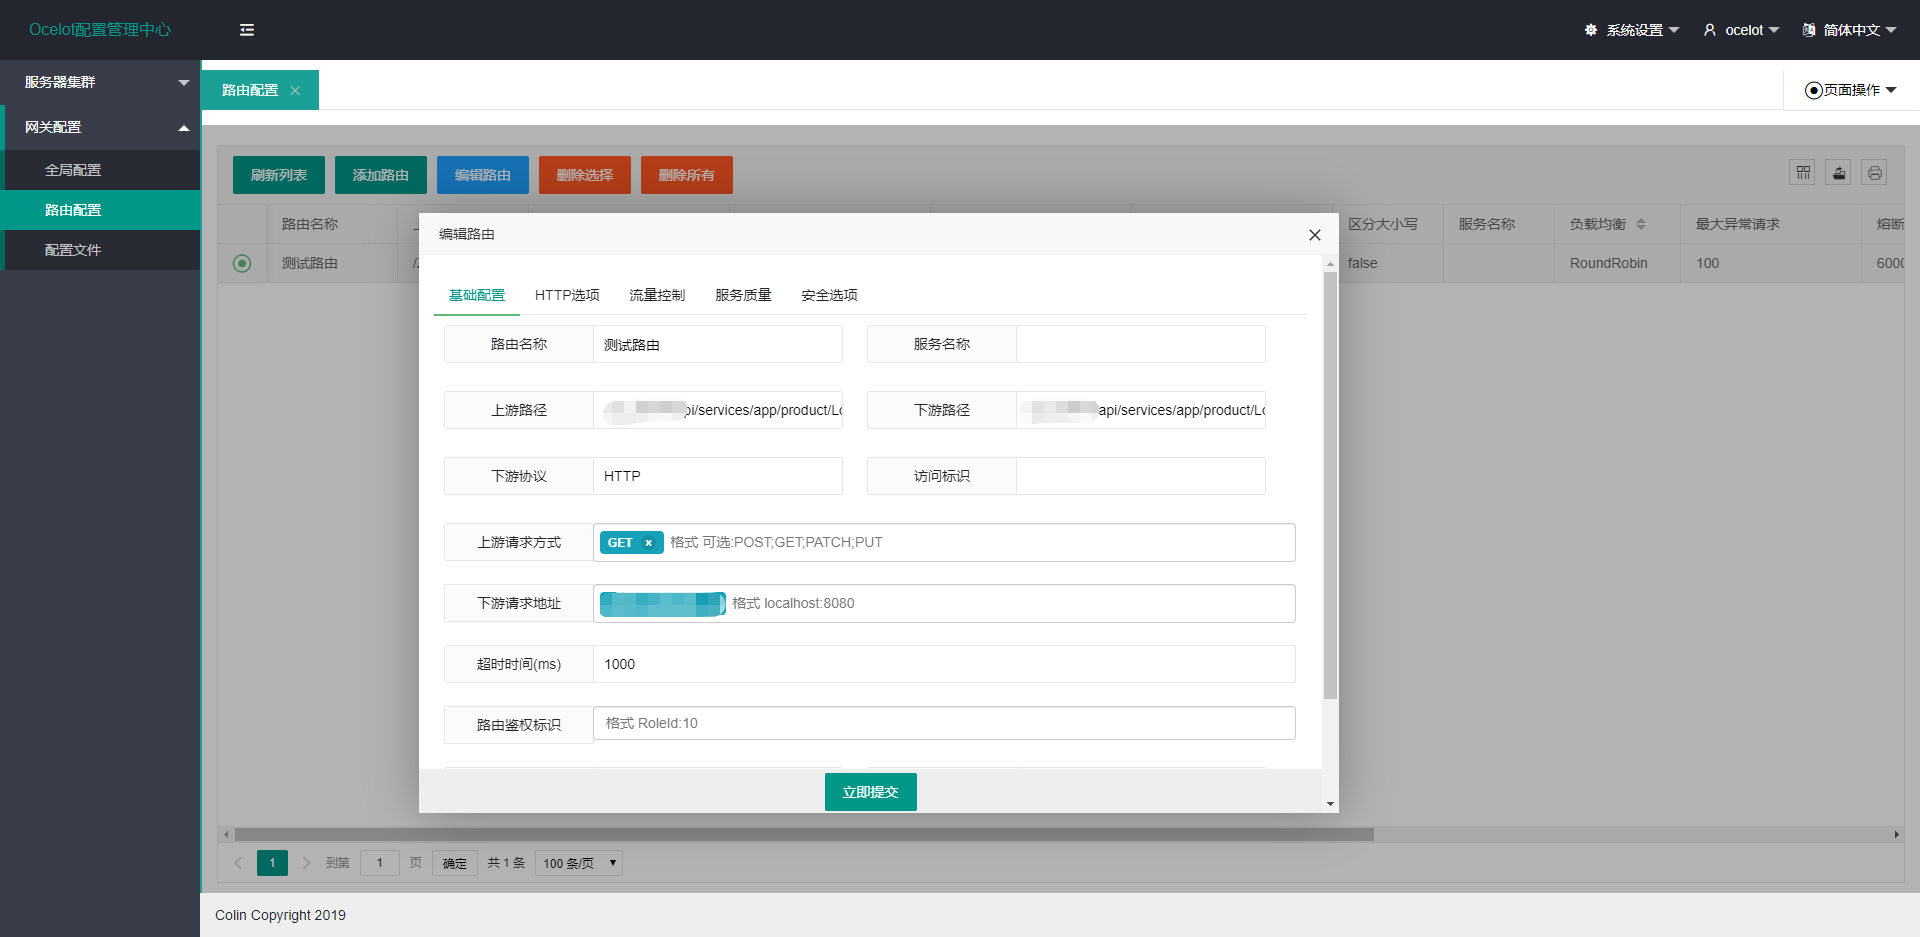 Ocelot配置管理中心
系统设置 ocelot 简体中文
服务器集群
网关配置
全局配置
路由配置
配置文件
路由配置
页面操作
刷新列表 添加路由 编辑路由 删除选择 删除所有
路由名称 区分大小写 服务名称 负载均衡 最大异常请求 熔断
测试路由 false RoundRobin 100 6000
编辑路由
基础配置 HTTP选项 流量控制 服务质量 安全选项
路由名称 测试路由 服务名称
上游路径 pi/services/app/product/Lo 下游路径 api/services/app/product/Lo
下游协议 HTTP 访问标识
上游请求方式 GET 格式 可选:POST;GET;PATCH;PUT
下游请求地址 格式 localhost:8080
超时时间(ms) 1000
路由鉴权标识 格式 RoleId:10
立即提交
1 到第 1 页 确定 共 1 条 100 条/页
Colin Copyright 2019